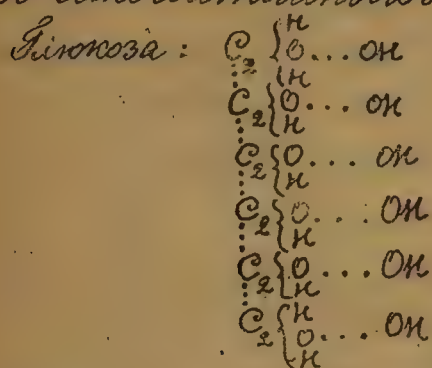 H
Глюкоза : C₂ { O ... OH
H
C₂ { O ... OH
H
C₂ { O ... OH
H
C₂ { O ... OH
H
C₂ { O ... OH
H
C₂ { H
O ... OH
H